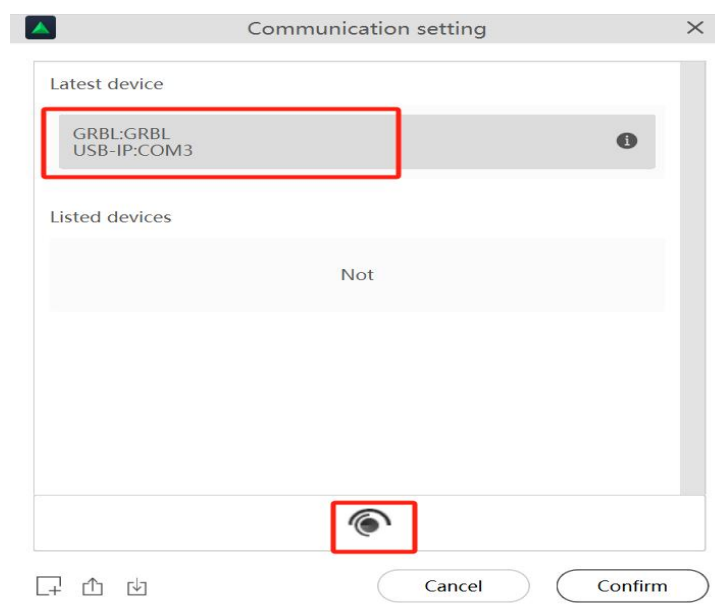 Communication setting
Latest device
GRBL:GRBL
USB-IP:COM3
Listed devices
Not
Cancel
Confirm